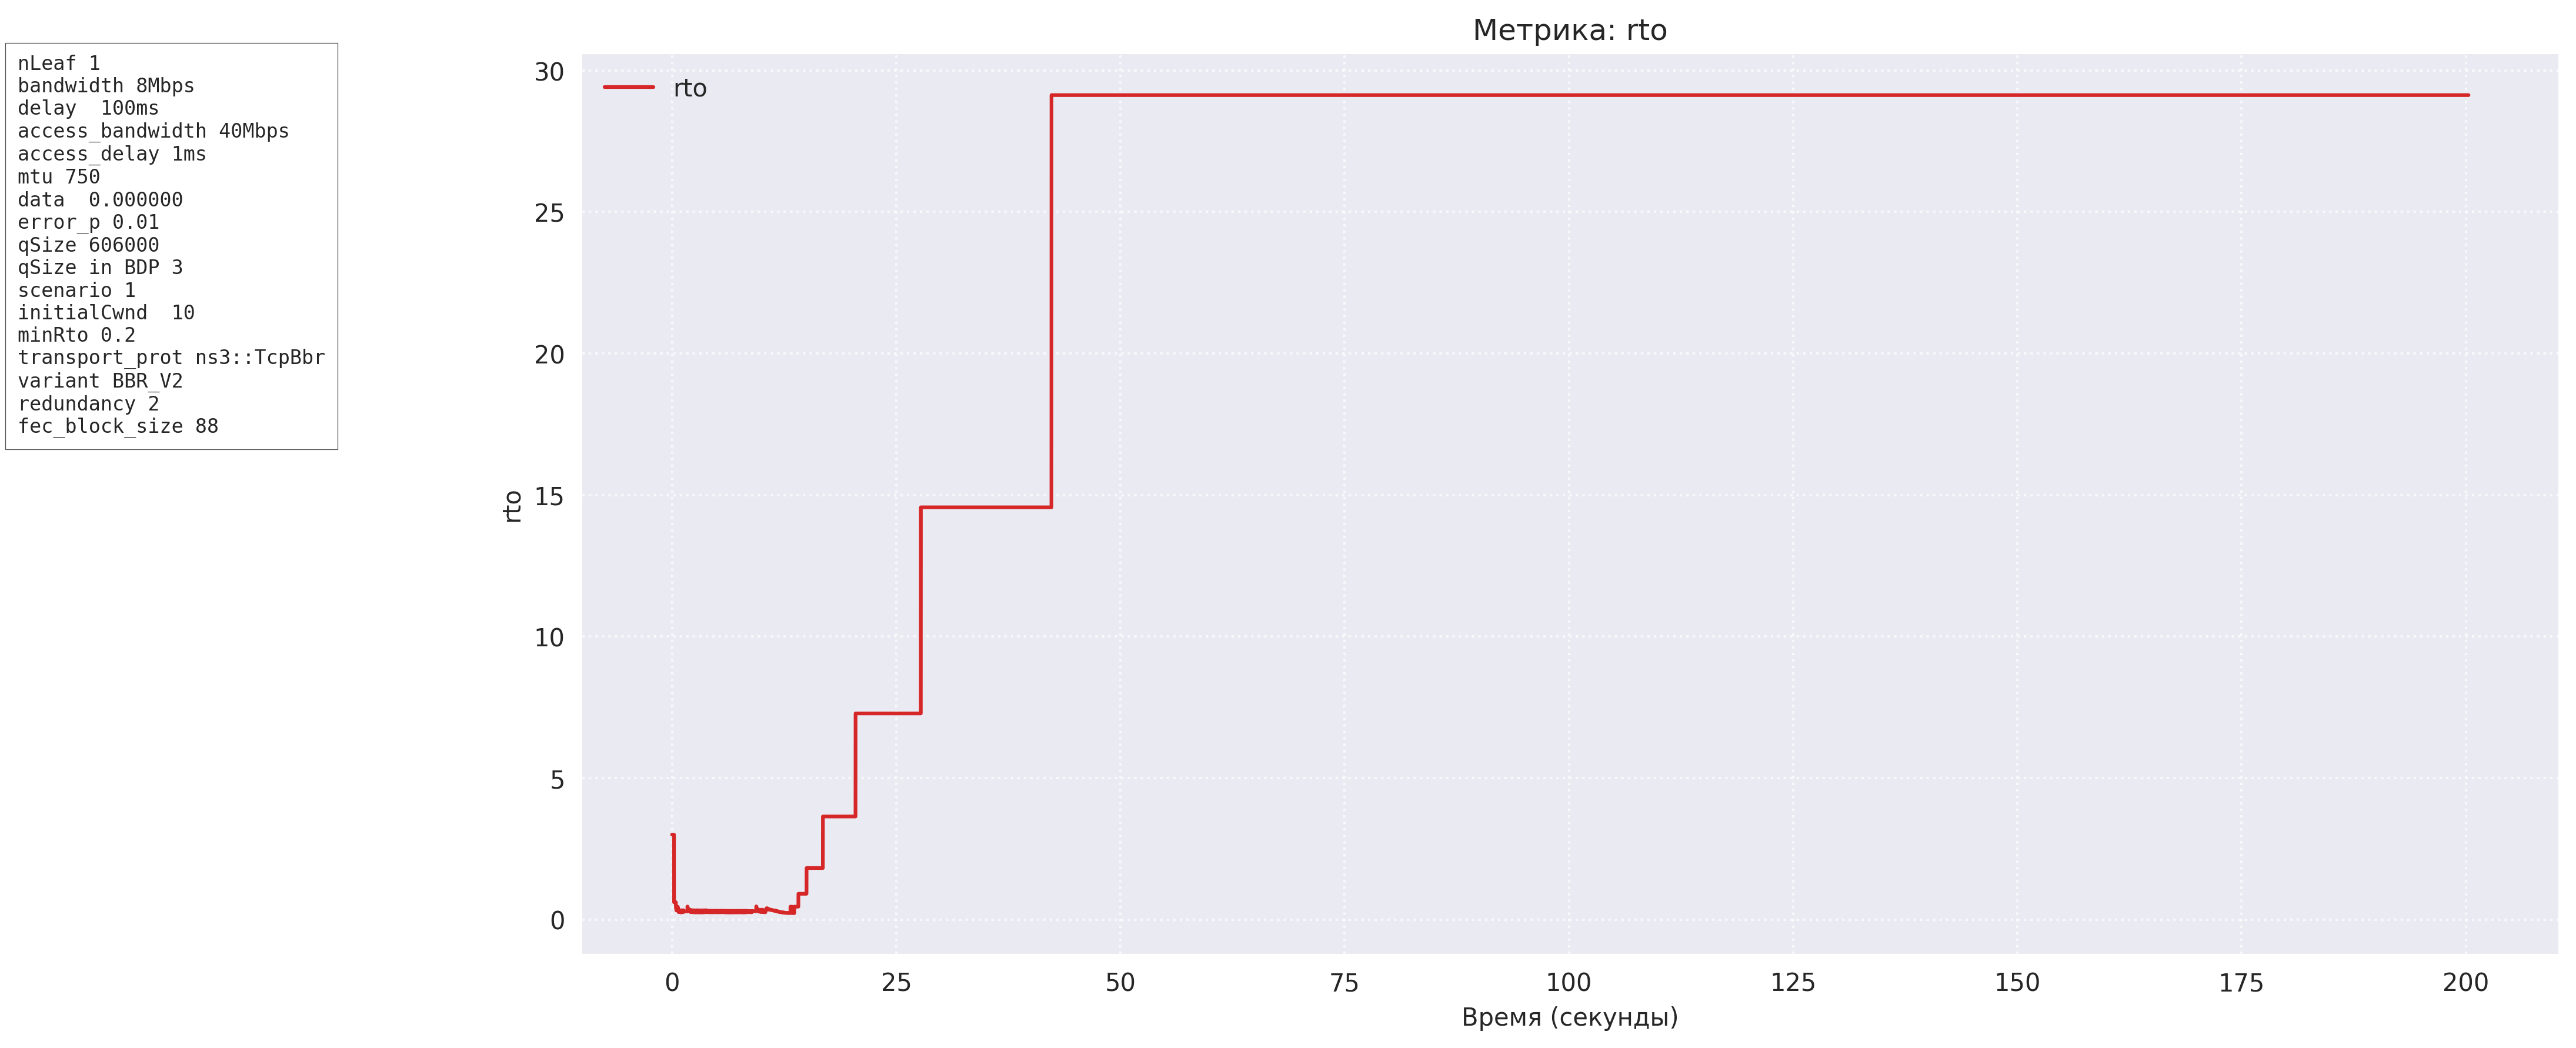 Метрика: rto
nLeaf 1
bandwidth 8Mbps
delay  100ms
access_bandwidth 40Mbps
access_delay 1ms
mtu 750
data  0.000000
error_p 0.01
qSize 606000
qSize in BDP 3
scenario 1
initialCwnd  10
minRto 0.2
transport_prot ns3::TcpBbr
variant BBR_V2
redundancy 2
fec_block_size 88
rto
30
25
20
15
10
5
0
rto
0 25 50 75 100 125 150 175 200
Время (секунды)